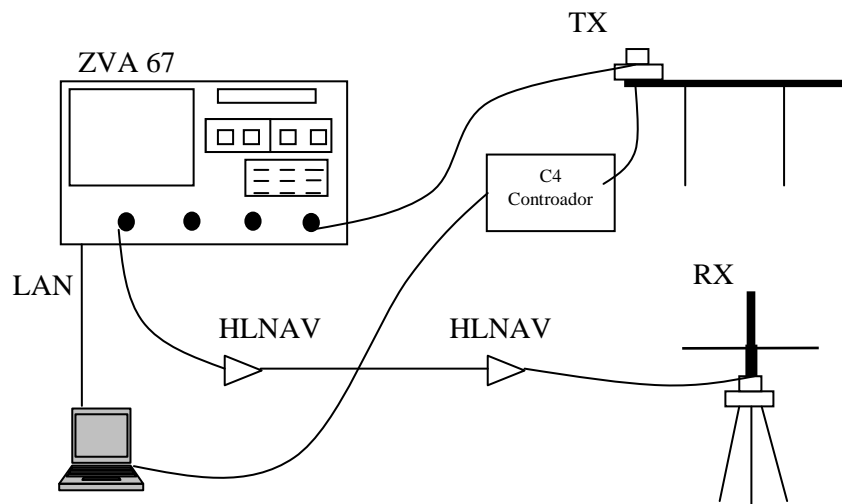 TX
ZVA 67
C4
Controador
LAN
RX
HLNAV
HLNAV